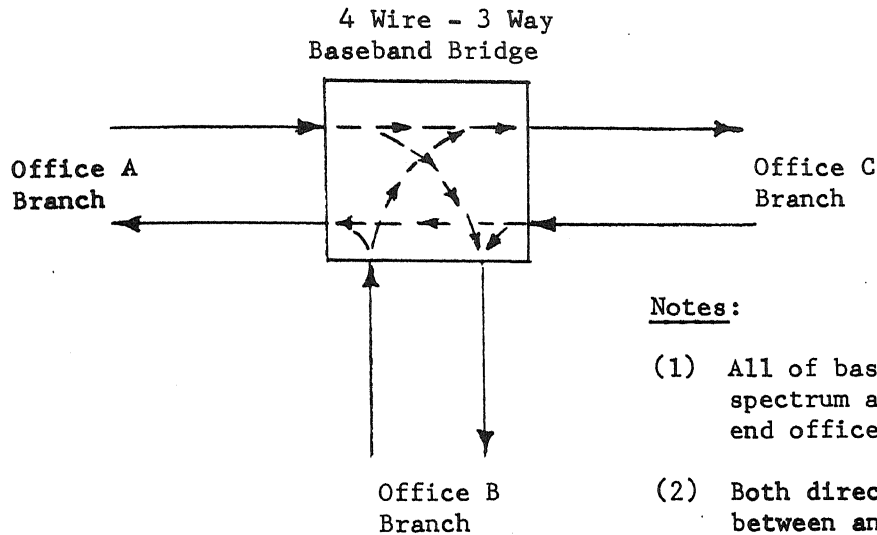 4 Wire - 3 Way
Baseband Bridge
Office A
Branch
Office C
Branch
Office B
Branch
Notes:
(1) All of bas
spectrum a
end office
(2) Both direc
between an